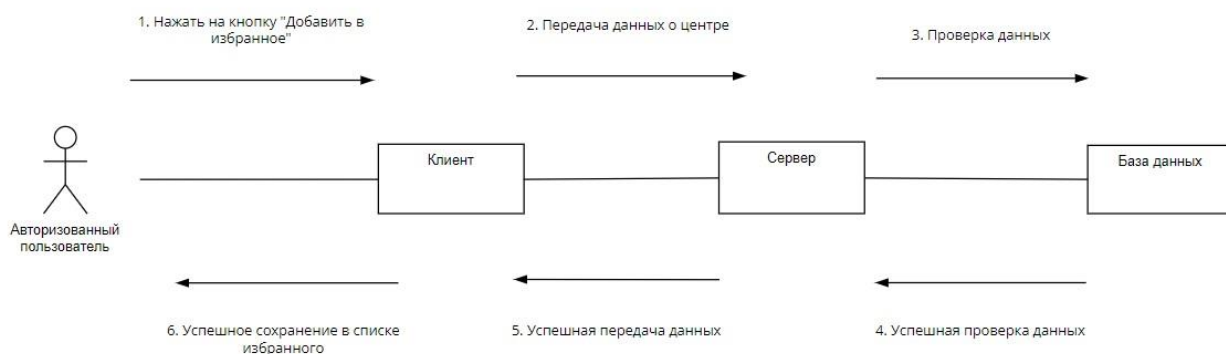 1. Нажать на кнопку "Добавить в
избранное"
2. Передача данных о центре
3. Проверка данных
Клиент
Сервер
База данных
Авторизованный
пользователь
6. Успешное сохранение в списке
избранного
5. Успешная передача данных
4. Успешная проверка данных